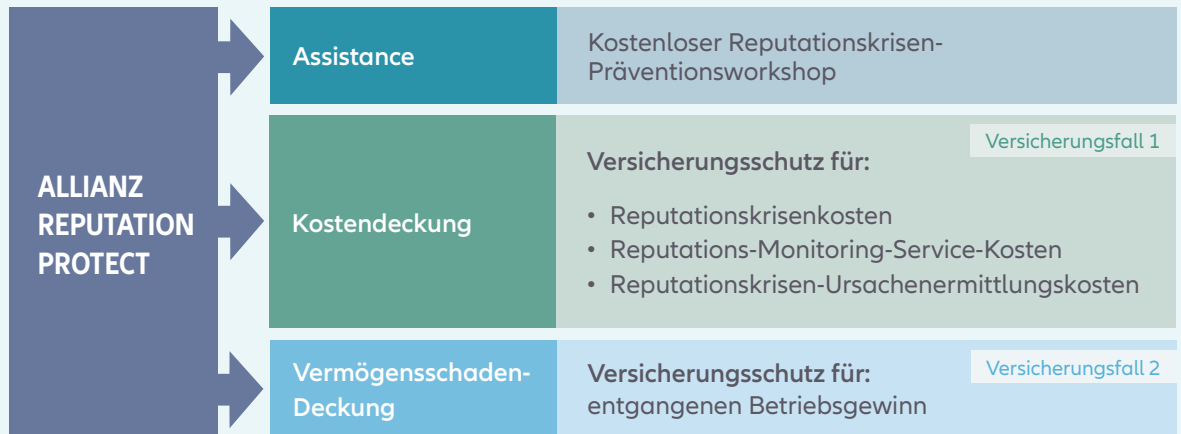 ALLIANZ
REPUTATION
PROTECT
Assistance
Kostenloser Reputationskrisen-
Präventionsworkshop
Kostendeckung
Versicherungsfall 1
Versicherungsschutz für:
• Reputationskrisenkosten
• Reputations-Monitoring-Service-Kosten
• Reputationskrisen-Ursachenermittlungskosten
Vermögensschaden-
Deckung
Versicherungsfall 2
Versicherungsschutz für:
entgangenen Betriebsgewinn